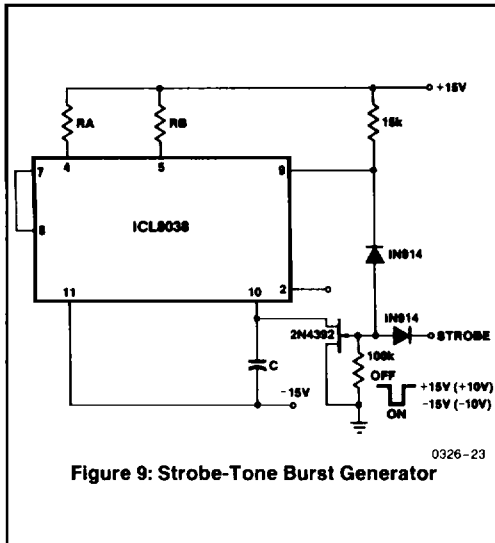 +15V
RA
RB
15k
4
5
7
9
ICL8038
8
IN914
11
10
2
IN914
2N4392
STROBE
C
100k
OFF
+15V (+10V)
-15V
-15V (-10V)
ON
0326-23
Figure 9: Strobe-Tone Burst Generator